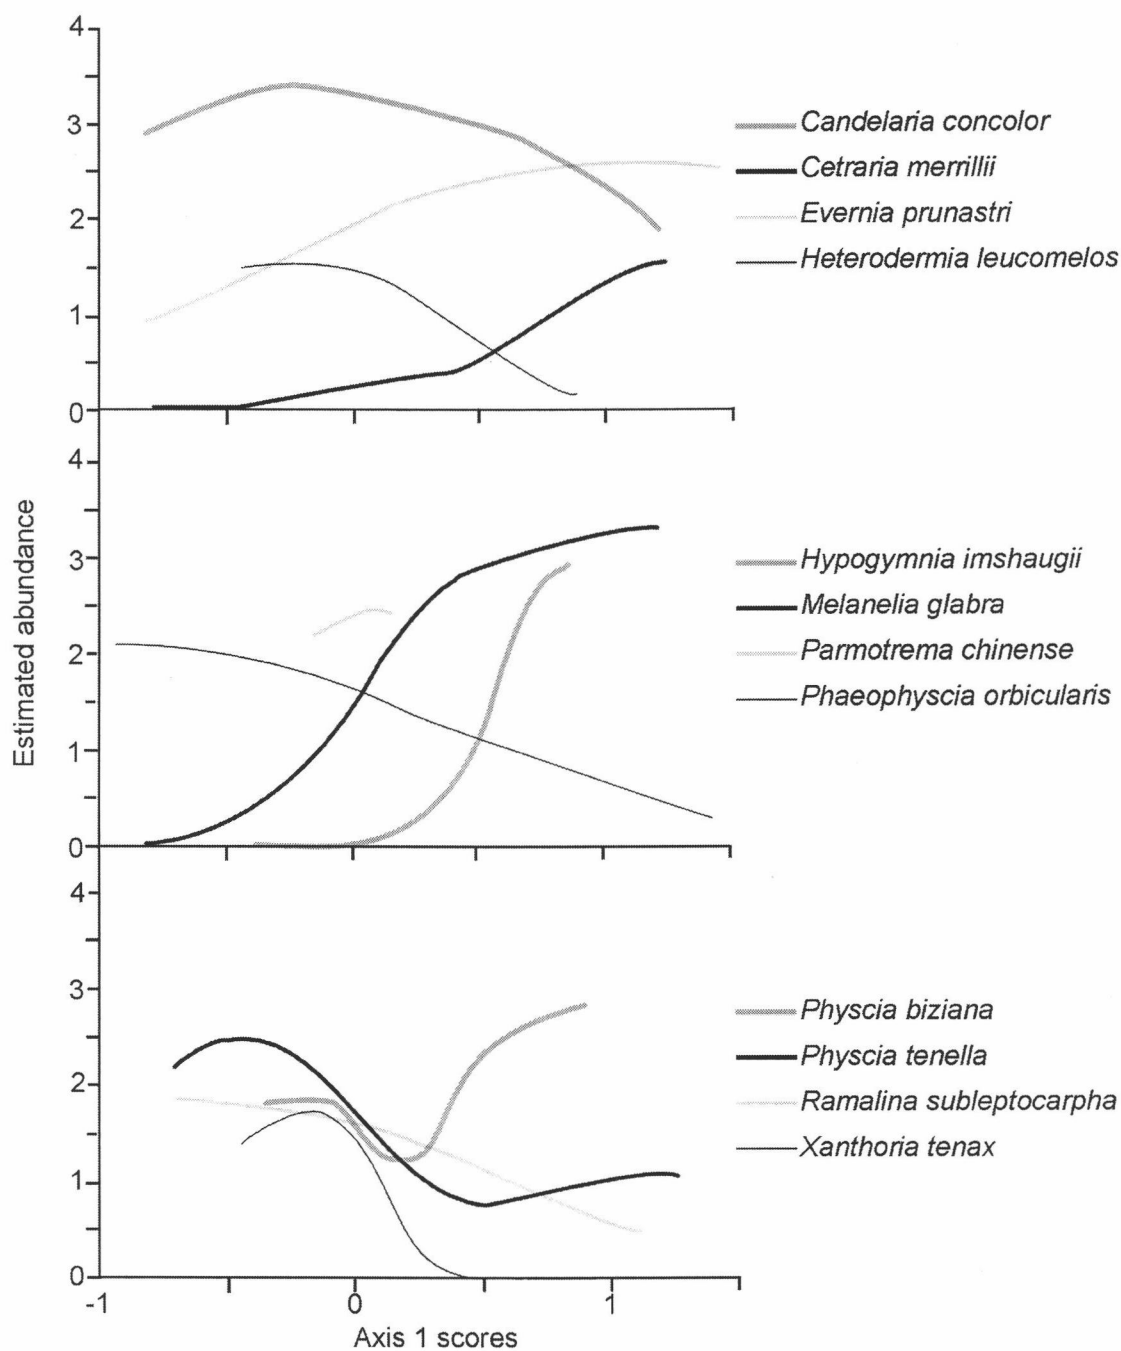 4
3
2
1
0
Candelaria concolor
Cetraria merrillii
Evernia prunastri
Heterodermia leucomelos
4
3
2
1
0
Hypogymnia imshaugii
Melanelia glabra
Parmotrema chinense
Phaeophyscia orbicularis
Estimated abundance
4
3
2
1
0
Physcia biziana
Physcia tenella
Ramalina subleptocarpha
Xanthoria tenax
-1 0 1
Axis 1 scores